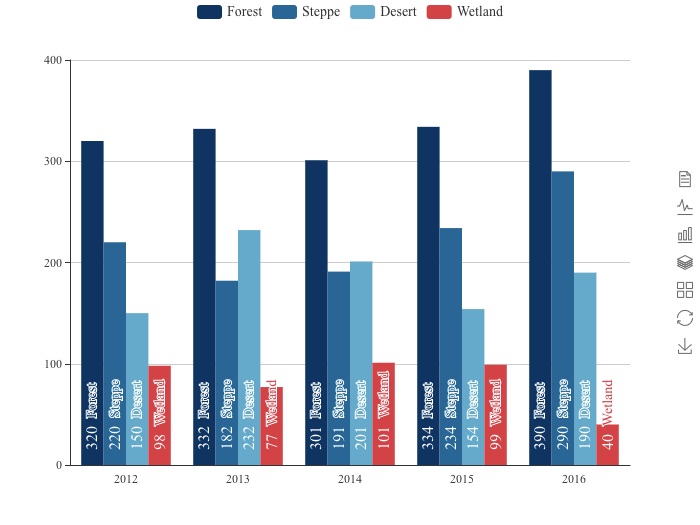 Forest Steppe Desert Wetland
400
300
200
100
0
320 Forest
220 Steppe
150 Desert
98 Wetland
332 Forest
182 Steppe
232 Desert
77 Wetland
301 Forest
191 Steppe
201 Desert
101 Wetland
334 Forest
234 Steppe
154 Desert
99 Wetland
390 Forest
290 Steppe
190 Desert
40 Wetland
2012 2013 2014 2015 2016